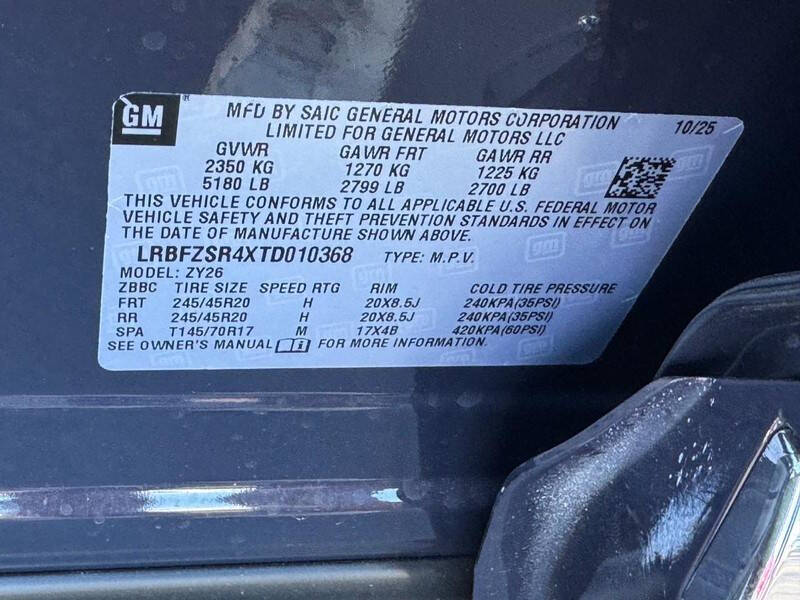 GM
MFD BY SAIC GENERAL MOTORS CORPORATION 10/25
LIMITED FOR GENERAL MOTORS LLC
GVWR GAWR FRT GAWR RR
2350 KG 1270 KG 1225 KG
5180 LB 2799 LB 2700 LB
THIS VEHICLE CONFORMS TO ALL APPLICABLE U.S. FEDERAL MOTOR
VEHICLE SAFETY AND THEFT PREVENTION STANDARDS IN EFFECT ON
THE DATE OF MANUFACTURE SHOWN ABOVE.
LRBFZSR4XTD010368 TYPE: M.P.V.
MODEL: ZY26
ZBBC TIRE SIZE SPEED RTG RIM COLD TIRE PRESSURE
FRT 245/45R20 H 20X8.5J 240KPA(35PSI)
RR 245/45R20 H 20X8.5J 240KPA(35PSI)
SPA T145/70R17 M 17X4B 420KPA(60PSI)
SEE OWNER'S MANUAL FOR MORE INFORMATION.